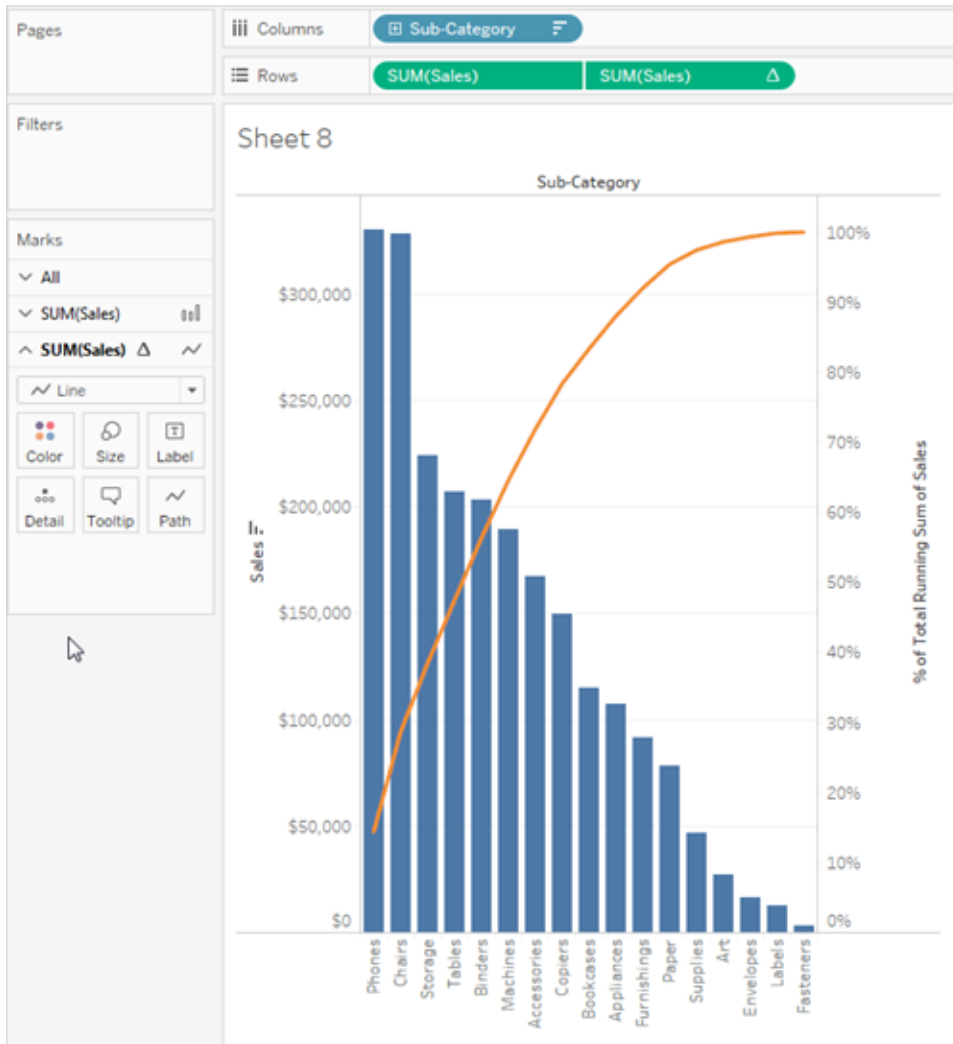 Pages
Columns
Sub-Category
Rows
SUM(Sales)
SUM(Sales) Δ
Filters
Sheet 8
Sub-Category
Marks
All
SUM(Sales)
SUM(Sales) Δ
Line
Color
Size
Label
Detail
Tooltip
Path
Sales
$300,000
$250,000
$200,000
$150,000
$100,000
$50,000
$0
100%
90%
80%
70%
60%
50%
40%
30%
20%
10%
0%
% of Total Running Sum of Sales
Phones
Chairs
Storage
Tables
Binders
Machines
Accessories
Copiers
Bookcases
Appliances
Furnishings
Paper
Supplies
Art
Envelopes
Labels
Fasteners